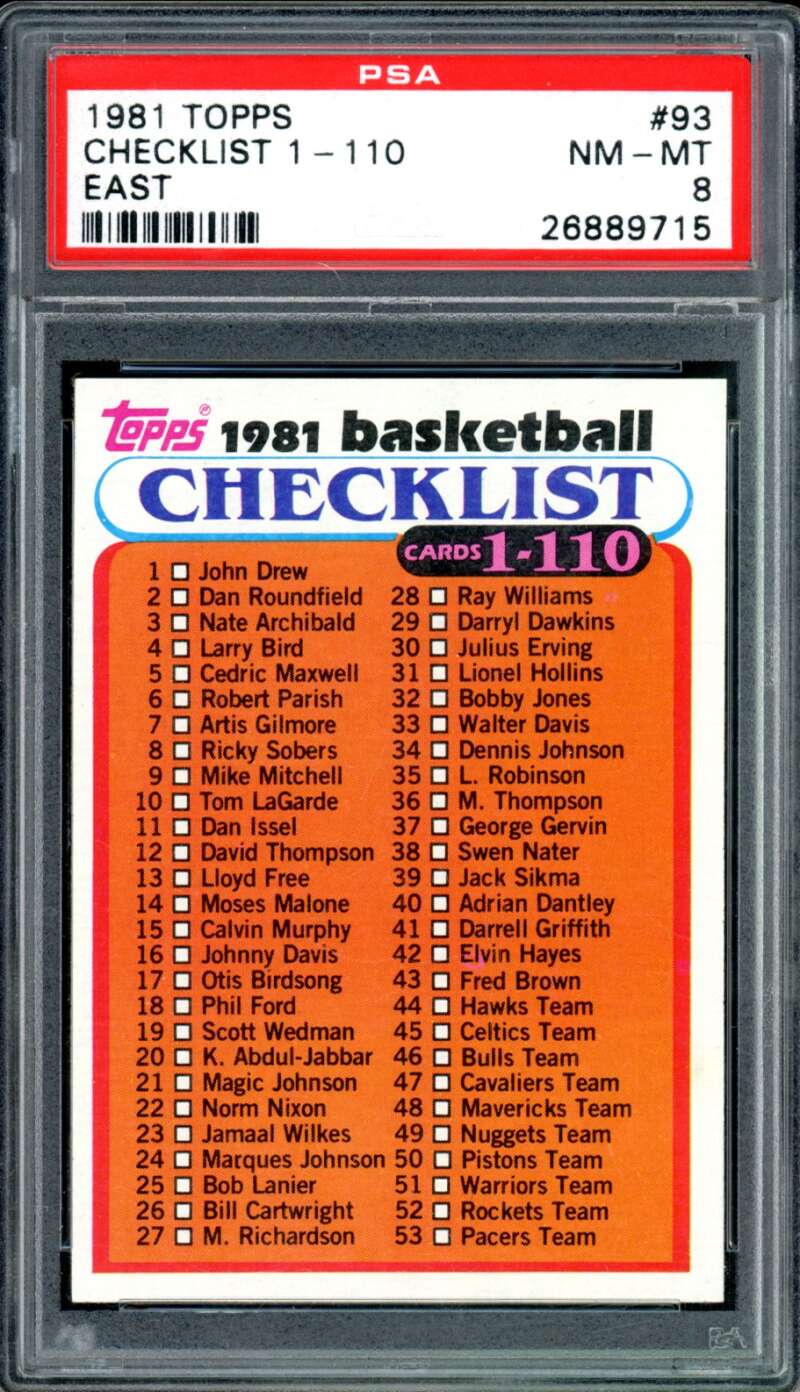 PSA
1981 TOPPS #93
CHECKLIST 1 - 110 NM - MT
EAST 8
26889715
Topps® 1981 basketball
CHECKLIST
CARDS 1-110
1 John Drew
2 Dan Roundfield
3 Nate Archibald
4 Larry Bird
5 Cedric Maxwell
6 Robert Parish
7 Artis Gilmore
8 Ricky Sobers
9 Mike Mitchell
10 Tom LaGarde
11 Dan Issel
12 David Thompson
13 Lloyd Free
14 Moses Malone
15 Calvin Murphy
16 Johnny Davis
17 Otis Birdsong
18 Phil Ford
19 Scott Wedman
20 K. Abdul-Jabbar
21 Magic Johnson
22 Norm Nixon
23 Jamaal Wilkes
24 Marques Johnson
25 Bob Lanier
26 Bill Cartwright
27 M. Richardson
28 Ray Williams
29 Darryl Dawkins
30 Julius Erving
31 Lionel Hollins
32 Bobby Jones
33 Walter Davis
34 Dennis Johnson
35 L. Robinson
36 M. Thompson
37 George Gervin
38 Swen Nater
39 Jack Sikma
40 Adrian Dantley
41 Darrell Griffith
42 Elvin Hayes
43 Fred Brown
44 Hawks Team
45 Celtics Team
46 Bulls Team
47 Cavaliers Team
48 Mavericks Team
49 Nuggets Team
50 Pistons Team
51 Warriors Team
52 Rockets Team
53 Pacers Team